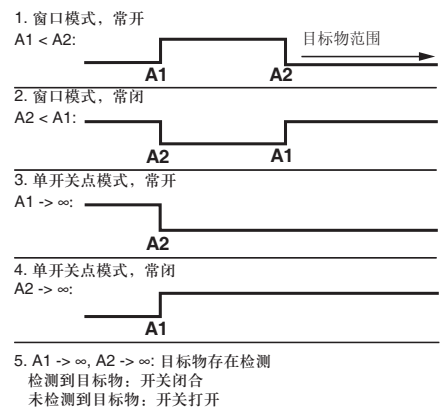 1. 窗口模式，常开
A1 < A2:
目标物范围
A1 A2
2. 窗口模式，常闭
A2 < A1:
A2 A1
3. 单开关点模式，常开
A1 -> ∞:
A2
4. 单开关点模式，常闭
A2 -> ∞:
A1
5. A1 -> ∞, A2 -> ∞: 目标物存在检测
检测到目标物：开关闭合
未检测到目标物：开关打开